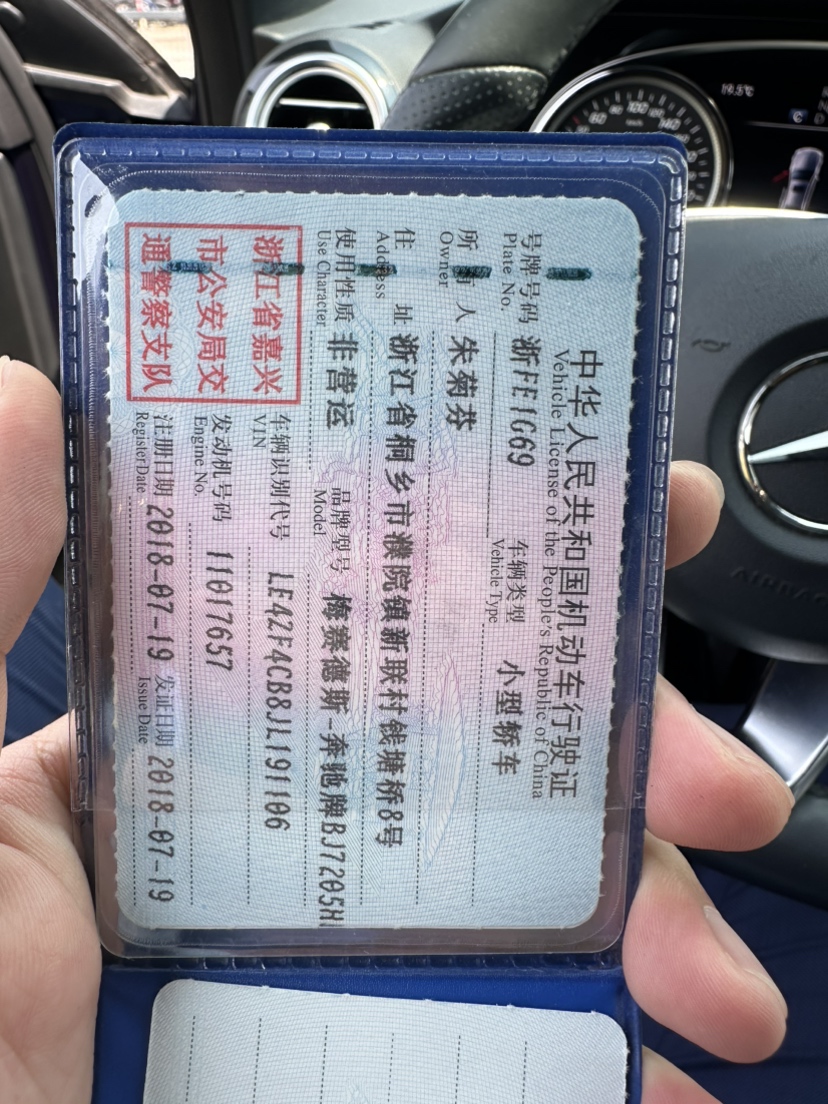 中华人民共和国机动车行驶证
Vehicle License of the People's Republic of China
号牌号码 浙FE1G69 车辆类型 小型轿车
Plate No. Vehicle Type
所有人 朱菊芬
Owner
住址 浙江省桐乡市濮院镇新联村钱塘桥8号
Address
使用性质 非营运 品牌型号 梅赛德斯-奔驰牌BJ7205H
Use Character Model
浙江省嘉兴
市公安局交
通警察支队
车辆识别代号 LE4ZF4CB8JL191106
VIN
发动机号码 11017657
Engine No.
注册日期 2018-07-19 发证日期 2018-07-19
Register Date Issue Date
19.5℃
AIRBAG